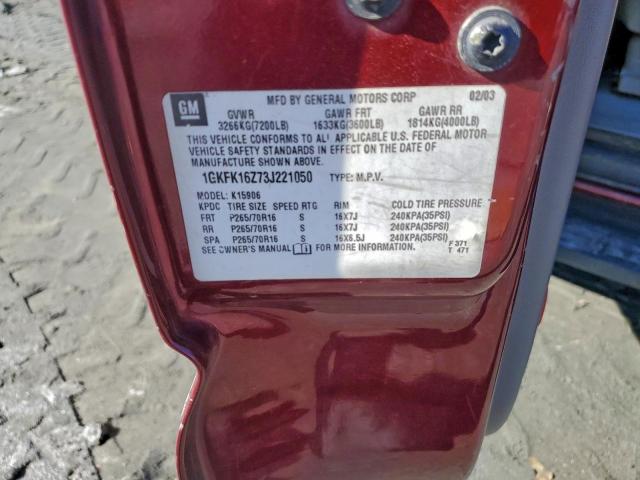 GM MFD BY GENERAL MOTORS CORP 02/03
GVWR GAWR FRT GAWR RR
3266KG(7200LB) 1633KG(3600LB) 1814KG(4000LB)
THIS VEHICLE CONFORMS TO ALL APPLICABLE U.S. FEDERAL MOTOR
VEHICLE SAFETY STANDARDS IN EFFECT ON THE DATE OF
MANUFACTURE SHOWN ABOVE.
1GKFK16Z73J221050 TYPE: M.P.V.
MODEL: K15906
KPDC TIRE SIZE SPEED RTG RIM COLD TIRE PRESSURE
FRT P265/70R16 S 16X7J 240KPA(35PSI)
RR P265/70R16 S 16X7J 240KPA(35PSI)
SPA P265/70R16 S 16X6.5J 240KPA(35PSI)
SEE OWNER'S MANUAL FOR MORE INFORMATION. F 371
T 471